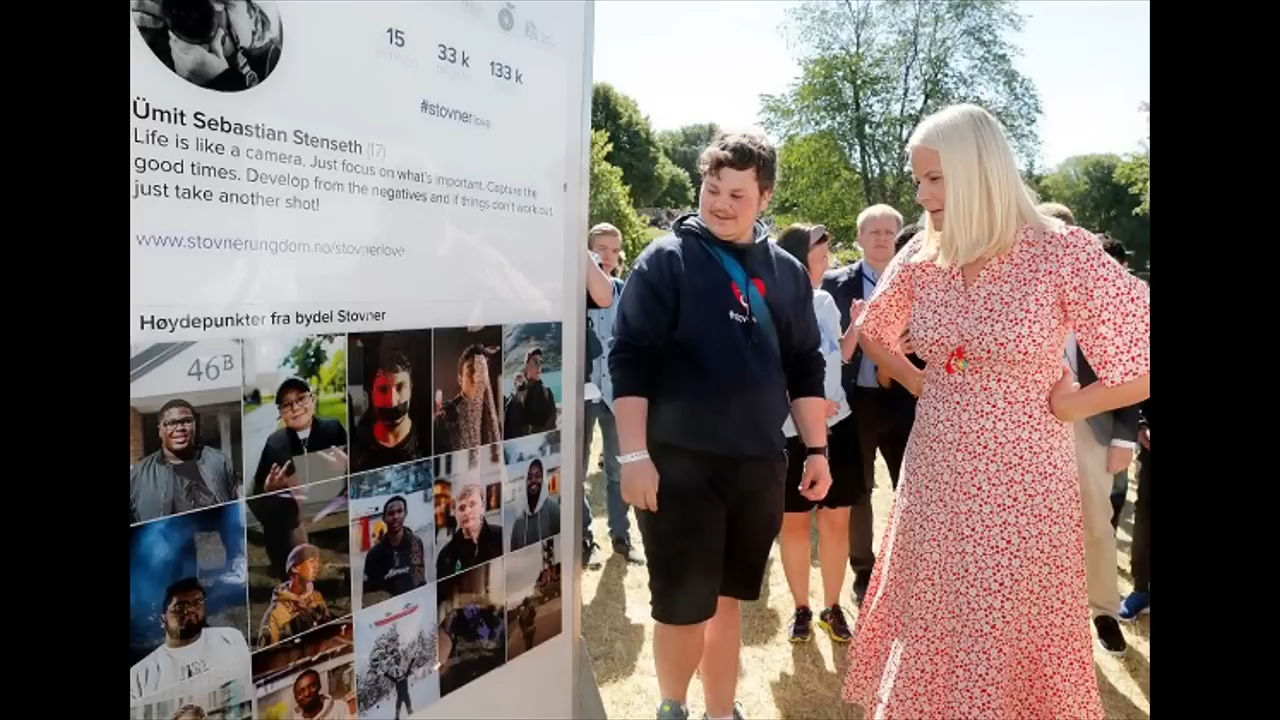 15 33 k 133 k
#stovnerlove
Ümit Sebastian Stenseth (17)
Life is like a camera. Just focus on what's important. Capture the
good times. Develop from the negatives and if things don't work out,
just take another shot!
www.stovnerungdom.no/stovnerlove
Høydepunkter fra bydel Stovner
46B